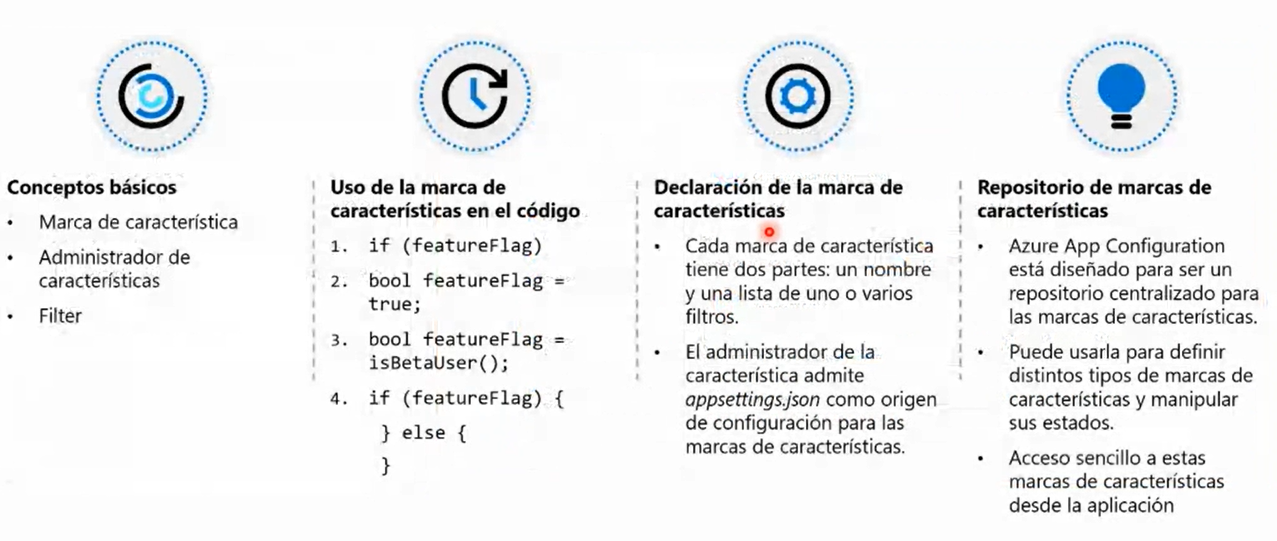 Conceptos básicos
• Marca de característica
• Administrador de
características
• Filter
Uso de la marca de
características en el código
1. if (featureFlag)
2. bool featureFlag =
true;
3. bool featureFlag =
isBetaUser();
4. if (featureFlag) {
} else {
}
Declaración de la marca de
características
• Cada marca de característica
tiene dos partes: un nombre
y una lista de uno o varios
filtros.
• El administrador de la
característica admite
appsettings.json como origen
de configuración para las
marcas de características.
Repositorio de marcas de
características
• Azure App Configuration
está diseñado para ser un
repositorio centralizado para
las marcas de características.
• Puede usarla para definir
distintos tipos de marcas de
características y manipular
sus estados.
• Acceso sencillo a estas
marcas de características
desde la aplicación